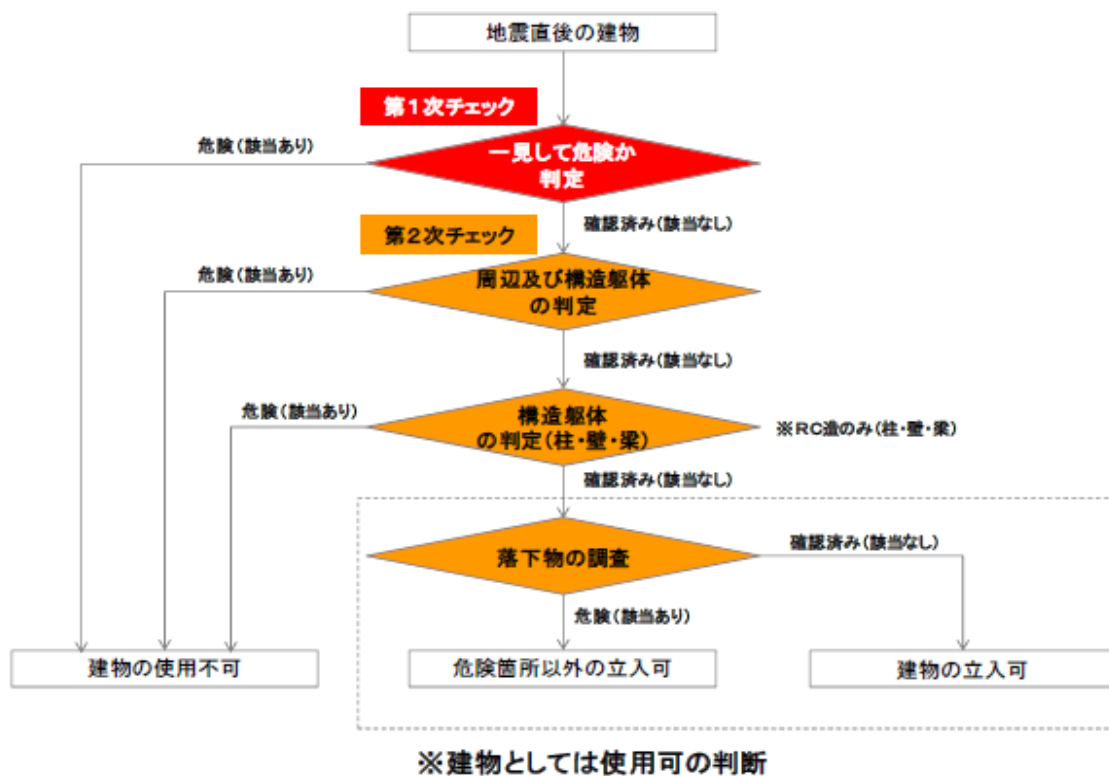 地震直後の建物
第1次チェック
危険(該当あり)
一見して危険か
判定
確認済み(該当なし)
第2次チェック
危険(該当あり)
周辺及び構造躯体
の判定
確認済み(該当なし)
危険(該当あり)
構造躯体
の判定(柱・壁・梁)
※RC造のみ(柱・壁・梁)
確認済み(該当なし)
落下物の調査
確認済み(該当なし)
危険(該当あり)
建物の使用不可
危険箇所以外の立入可
建物の立入可
※建物としては使用可の判断